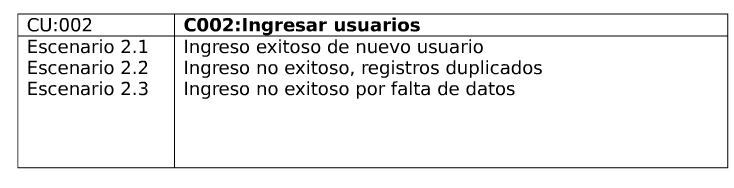 CU:002 C002:Ingresar usuarios
Escenario 2.1 Ingreso exitoso de nuevo usuario
Escenario 2.2 Ingreso no exitoso, registros duplicados
Escenario 2.3 Ingreso no exitoso por falta de datos